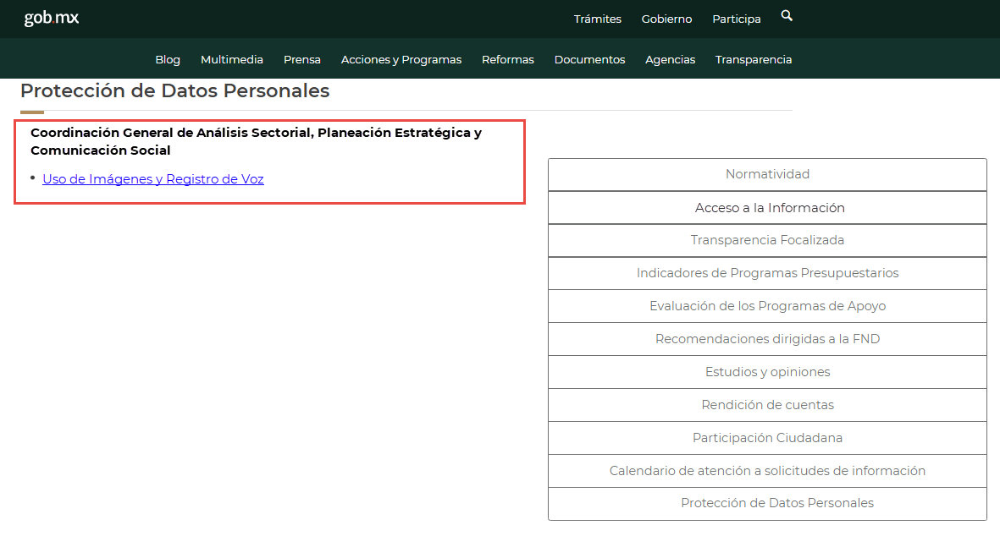 gob.mx
Trámites Gobierno Participa
Blog Multimedia Prensa Acciones y Programas Reformas Documentos Agencias Transparencia
Protección de Datos Personales
Coordinación General de Análisis Sectorial, Planeación Estratégica y
Comunicación Social
• Uso de Imágenes y Registro de Voz
Normatividad
Acceso a la Información
Transparencia Focalizada
Indicadores de Programas Presupuestarios
Evaluación de los Programas de Apoyo
Recomendaciones dirigidas a la FND
Estudios y opiniones
Rendición de cuentas
Participación Ciudadana
Calendario de atención a solicitudes de información
Protección de Datos Personales